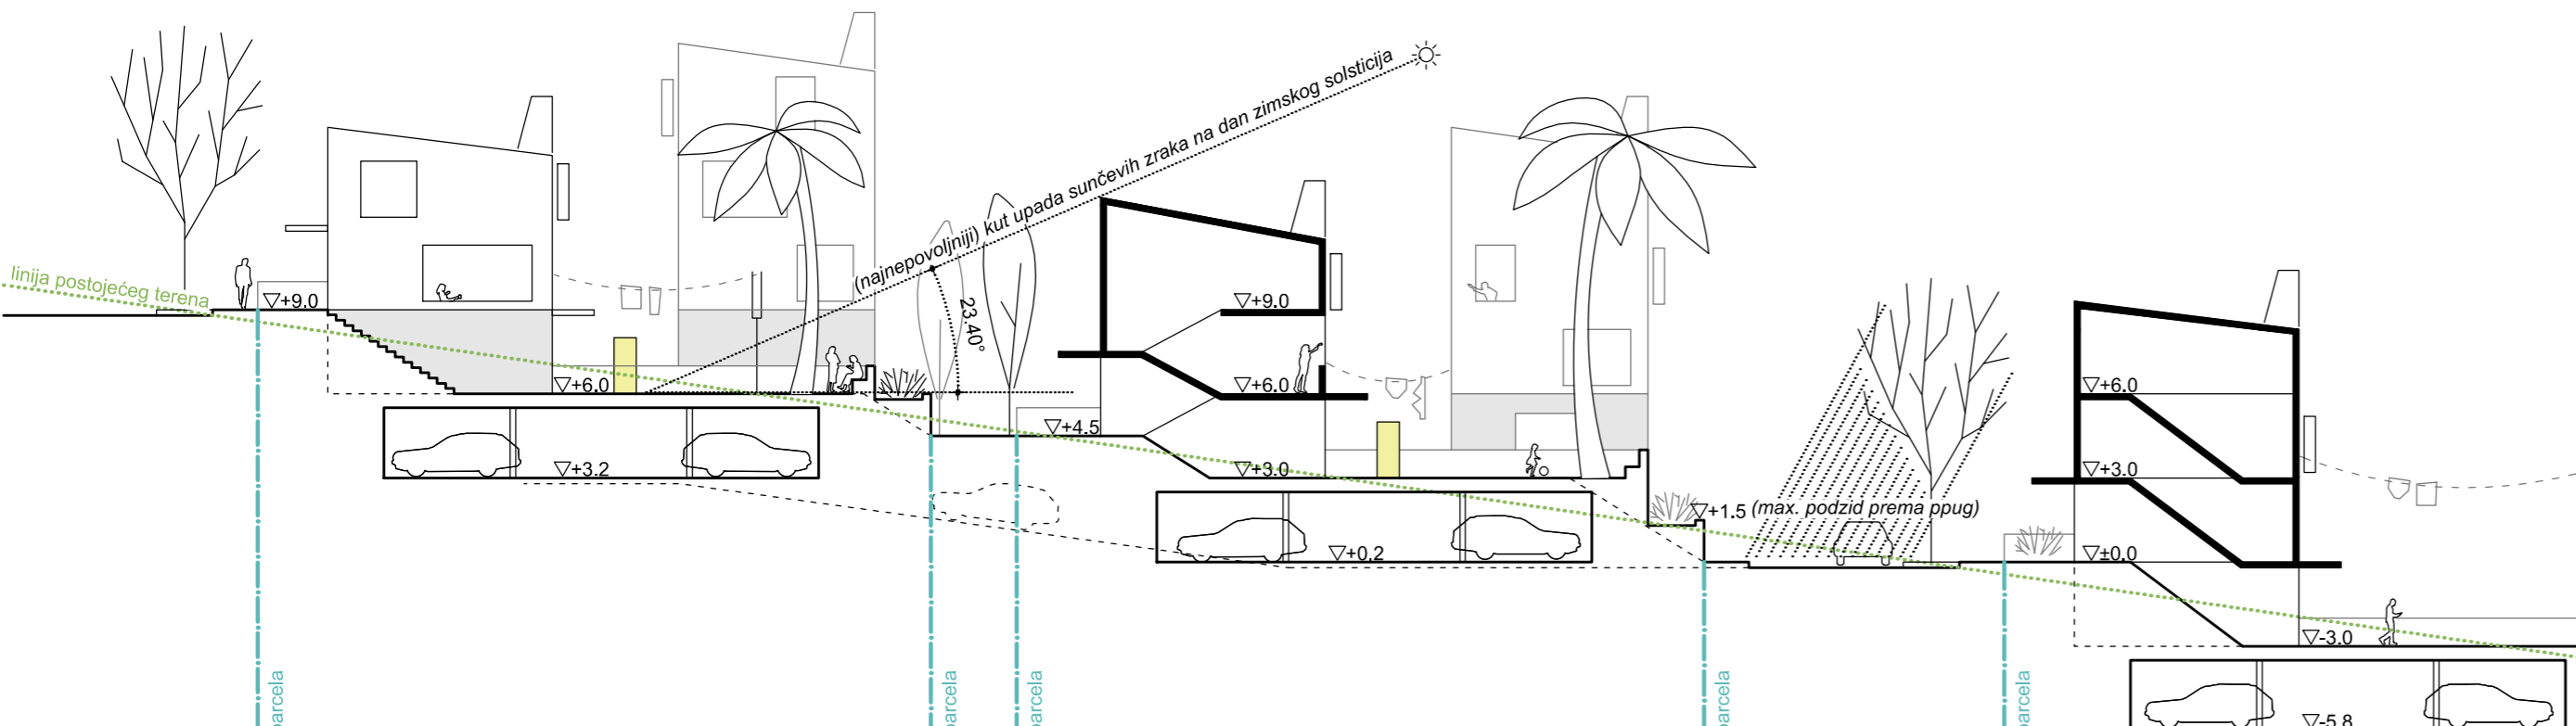 linija postojećeg terena
▽+9.0
▽+6.0
▽+3.2
(najnepovoljniji) kut upada sunčevih zraka na dan zimskog solsticija
23.40°
▽+4.5
▽+9.0
▽+6.0
▽+3.0
▽+0.2
▽+1.5 (max. podzid prema ppug)
▽+6.0
▽+3.0
▽±0.0
▽-3.0
▽-5.8
parcela
parcela
parcela
parcela
parcela